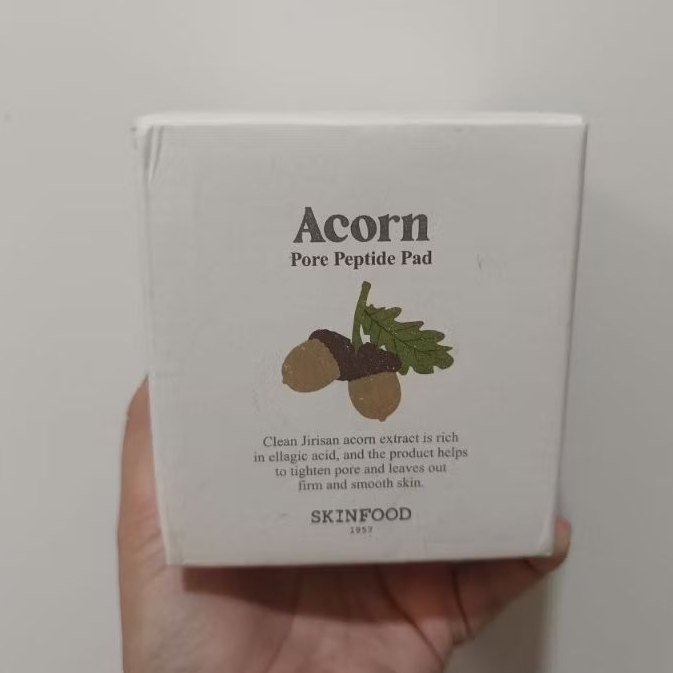 Acorn
Pore Peptide Pad
Clean Jirisan acorn extract is rich
in ellagic acid, and the product helps
to tighten pore and leaves out
firm and smooth skin.
SKINFOOD
1957